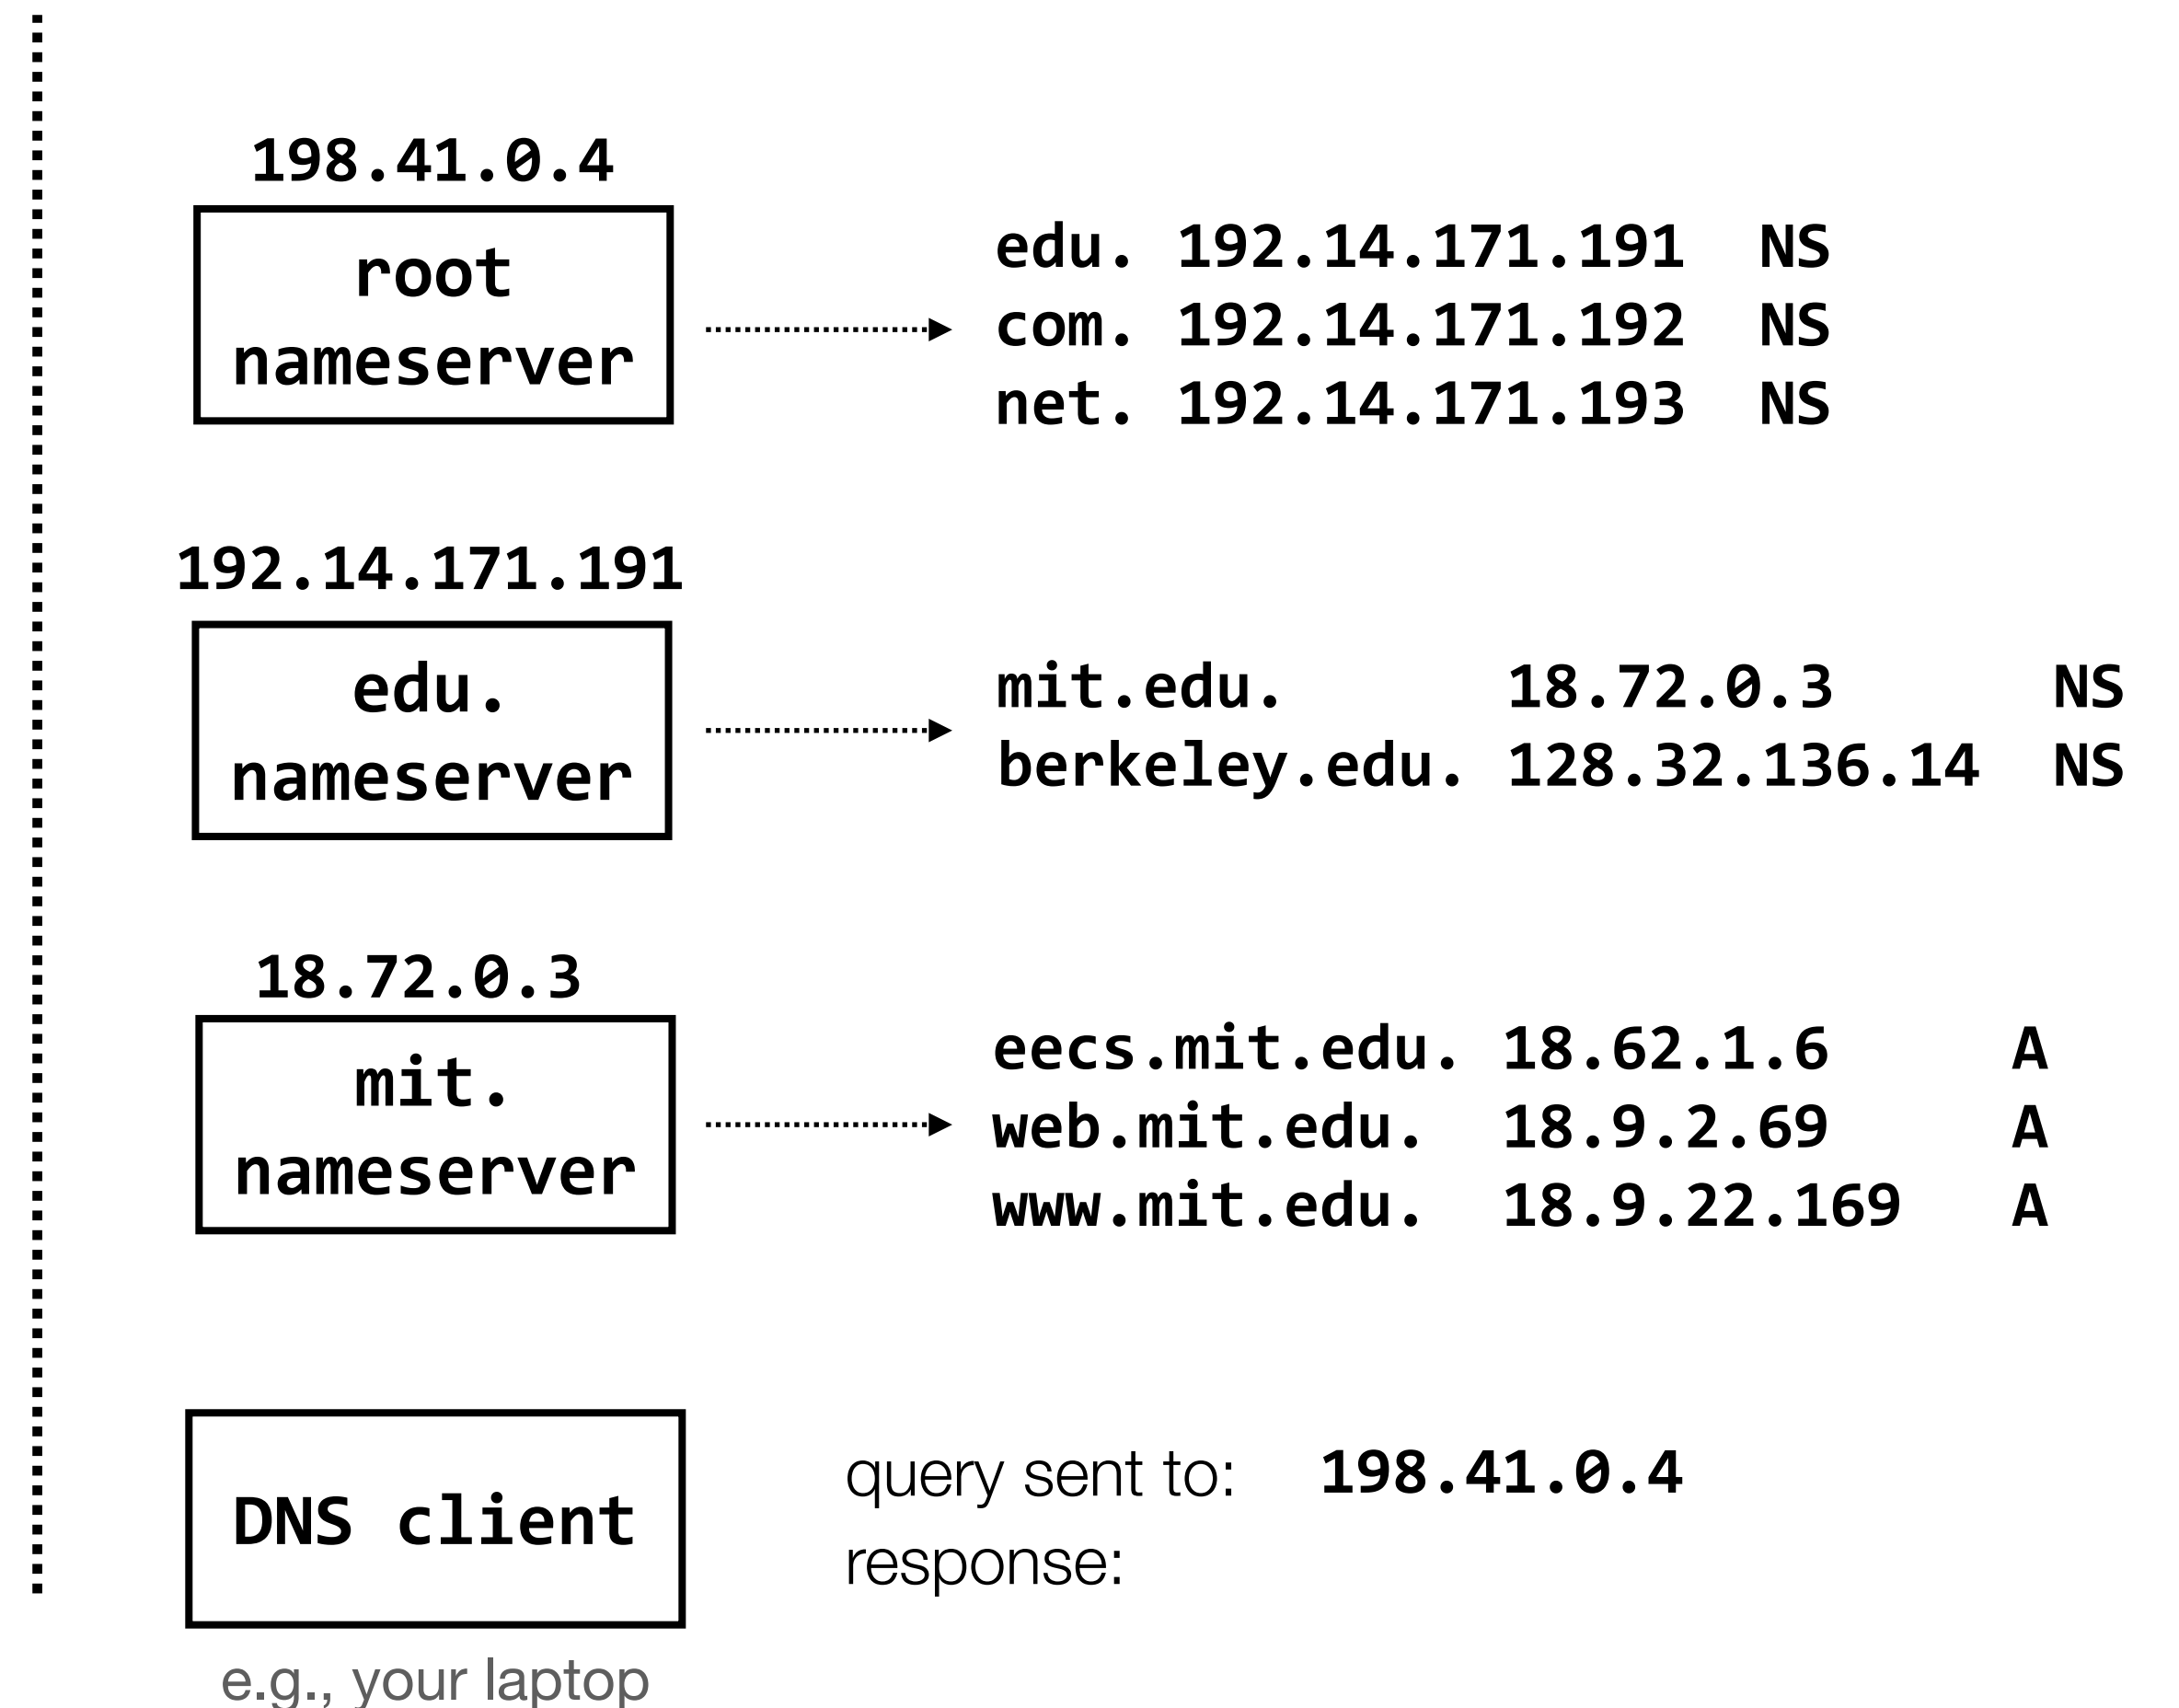 198.41.0.4
root
nameserver
edu. 192.14.171.191 NS
com. 192.14.171.192 NS
net. 192.14.171.193 NS
192.14.171.191
edu.
nameserver
mit.edu. 18.72.0.3 NS
berkeley.edu. 128.32.136.14 NS
18.72.0.3
mit.
nameserver
eecs.mit.edu. 18.62.1.6 A
web.mit.edu. 18.9.2.69 A
www.mit.edu. 18.9.22.169 A
DNS client
query sent to: 198.41.0.4
response:
e.g., your laptop